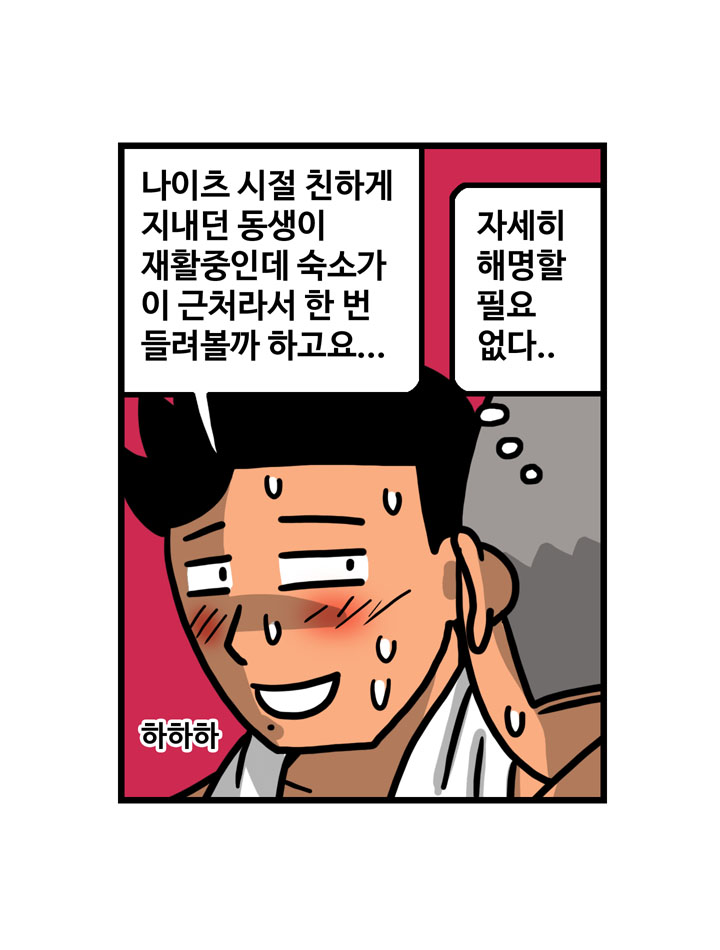 나이츠 시절 친하게
지내던 동생이
재활중인데 숙소가
이 근처라서 한 번
들려볼까 하고요...
자세히
해명할
필요
없다..
하하하